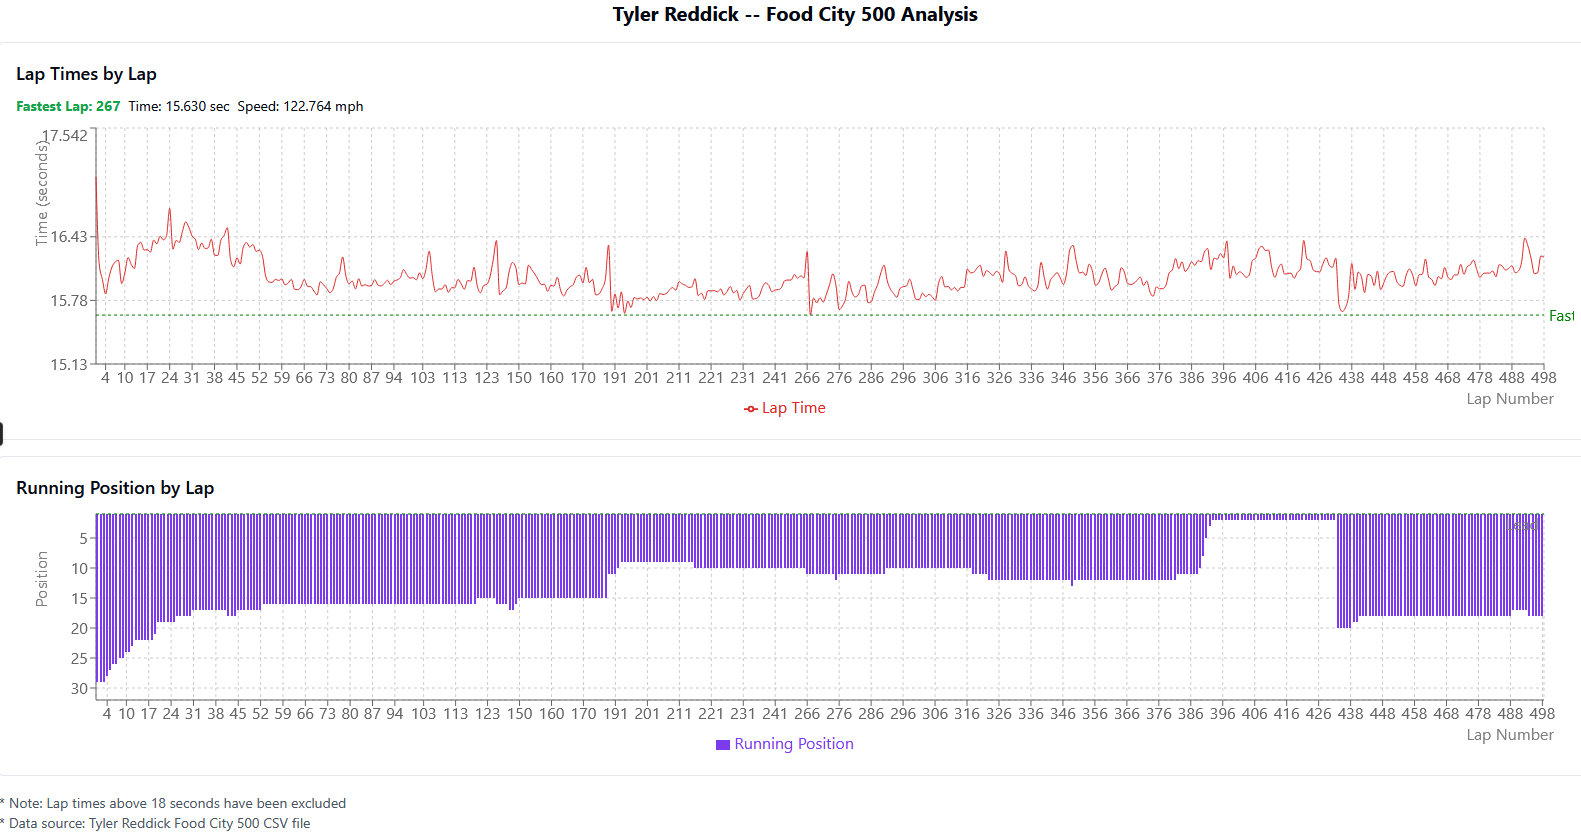 Tyler Reddick -- Food City 500 Analysis
Lap Times by Lap
Fastest Lap: 267 Time: 15.630 sec Speed: 122.764 mph
17.542
16.43
15.78
15.13
Time (seconds)
Fast
4 10 17 24 31 38 45 52 59 66 73 80 87 94 103 113 123 150 160 170 191 201 211 221 231 241 266 276 286 296 306 316 326 336 346 356 366 376 386 396 406 416 426 438 448 458 468 478 488 498
Lap Number
Lap Time
Running Position by Lap
5
10
15
20
25
30
Position
4 10 17 24 31 38 45 52 59 66 73 80 87 94 103 113 123 150 160 170 191 201 211 221 231 241 266 276 286 296 306 316 326 336 346 356 366 376 386 396 406 416 426 438 448 458 468 478 488 498
Lap Number
Running Position
* Note: Lap times above 18 seconds have been excluded
* Data source: Tyler Reddick Food City 500 CSV file